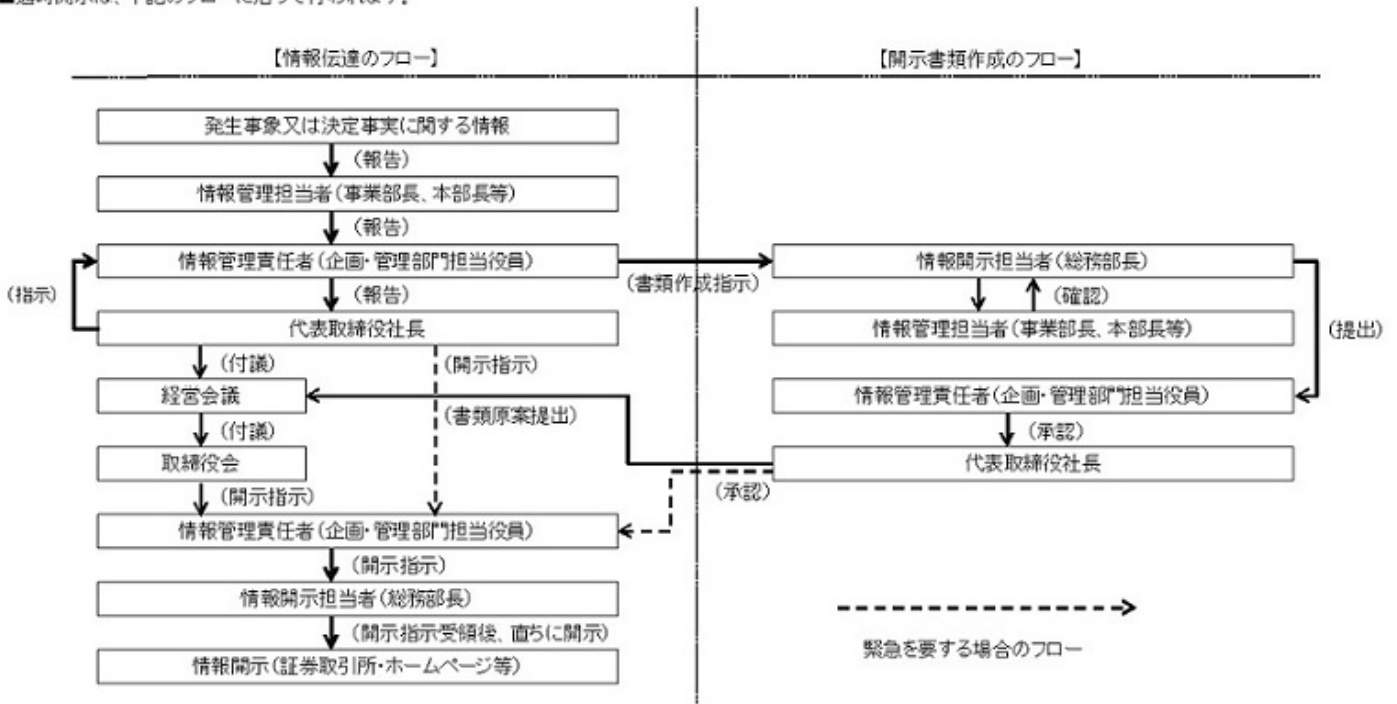 【情報伝達のフロー】
発生事象又は決定事実に関する情報
(報告)
情報管理担当者(事業部長、本部長等)
(報告)
情報管理責任者(企画・管理部門担当役員)
(指示)
(報告)
代表取締役社長
(付議)
(開示指示)
経営会議
(書類原案提出)
(付議)
取締役会
(開示指示)
情報管理責任者(企画・管理部門担当役員)
(開示指示)
情報開示担当者(総務部長)
(開示指示受領後、直ちに開示)
情報開示(証券取引所・ホームページ等)
【開示書類作成のフロー】
(書類作成指示)
情報開示担当者(総務部長)
(確認)
情報管理担当者(事業部長、本部長等)
(提出)
情報管理責任者(企画・管理部門担当役員)
(承認)
代表取締役社長
(承認)
緊急を要する場合のフロー